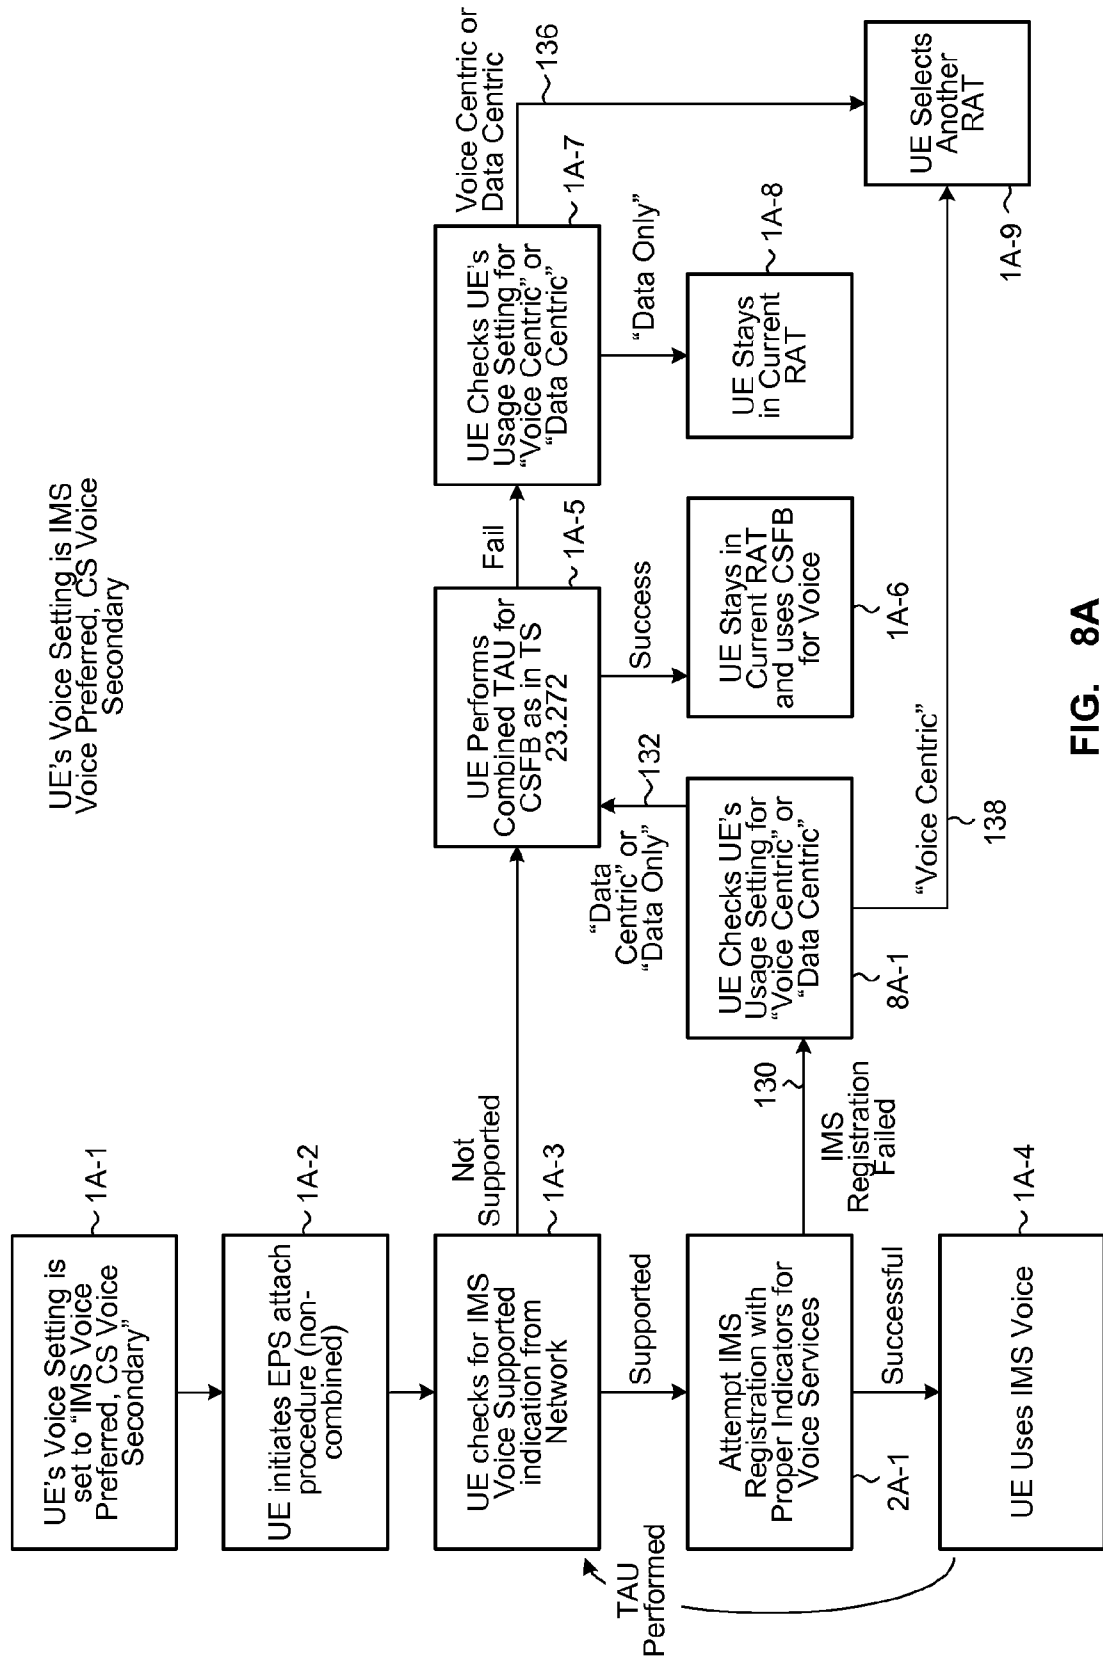 UE's Voice Setting is IMS
Voice Preferred, CS Voice
Secondary
UE's Voice Setting is
set to “IMS Voice
Preferred, CS Voice
Secondary”
1A-1
UE initiates EPS attach
procedure (non-
combined)
1A-2
UE checks for IMS
Voice Supported
indication from
Network
1A-3
Not
Supported
UE Performs
Combined TAU for
CSFB as in TS
23.272
1A-5
Fail
UE Checks UE's
Usage Setting for
“Voice Centric” or
“Data Centric”
1A-7
Voice Centric or
Data Centric
136
Supported
“Data
Centric” or
“Data Only”
132
Success
“Data Only”
Attempt IMS
Registration with
Proper Indicators for
Voice Services
2A-1
130
IMS
Registration
Failed
UE Checks UE's
Usage Setting for
“Voice Centric” or
“Data Centric”
8A-1
UE Stays in
Current RAT
and uses CSFB
for Voice
1A-6
UE Stays
in Current
RAT
1A-8
UE Selects
Another
RAT
1A-9
“Voice Centric”
138
Successful
TAU
Performed
UE Uses IMS Voice
1A-4
FIG. 8A